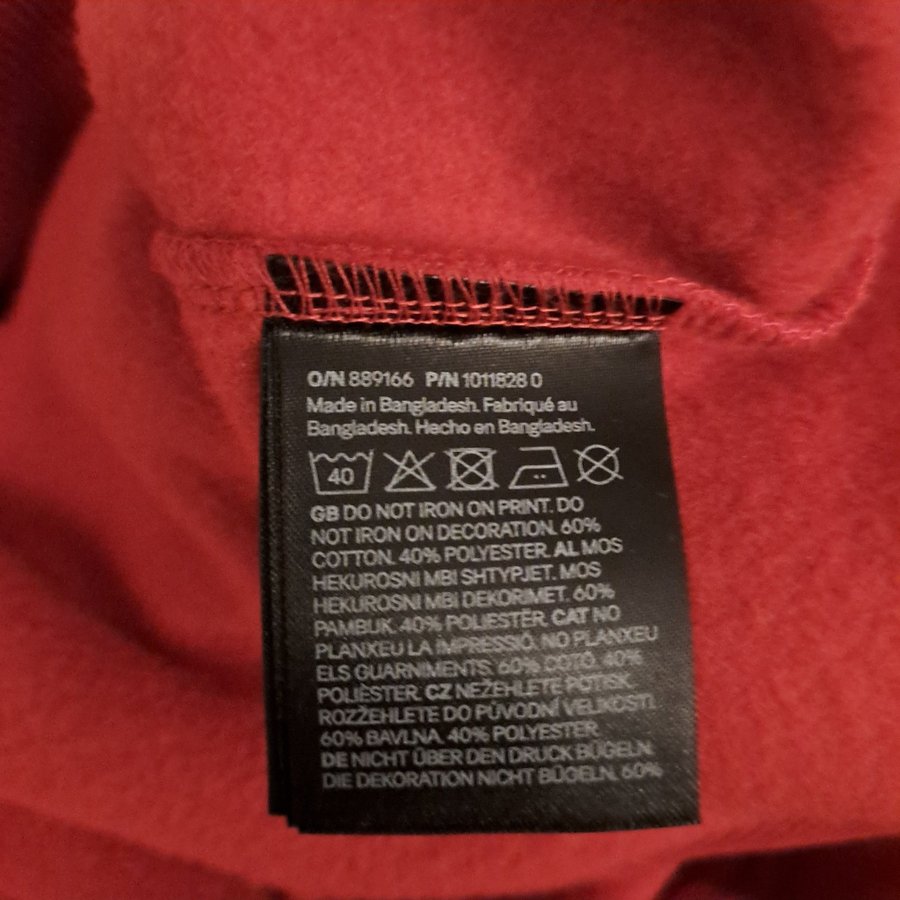 O/N 889166 P/N 1011828 0
Made in Bangladesh. Fabriqué au
Bangladesh. Hecho en Bangladesh.
40
GB DO NOT IRON ON PRINT. DO
NOT IRON ON DECORATION. 60%
COTTON. 40% POLYESTER. AL MOS
HEKUROSNI MBI SHTYPJET. MOS
HEKUROSNI MBI DEKORIMET. 60%
PAMBUK. 40% POLIESTËR. CAT NO
PLANXEU LA IMPRESSIÓ. NO PLANXEU
ELS GUARNIMENTS. 60% COTÓ. 40%
POLIÈSTER. CZ NEŽEHLETE POTISK.
ROZŽEHLETE DO PŮVODNÍ VELIKOSTI.
60% BAVLNA. 40% POLYESTER.
DE NICHT ÜBER DEN DRUCK BÜGELN.
DIE DEKORATION NICHT BÜGELN. 60%